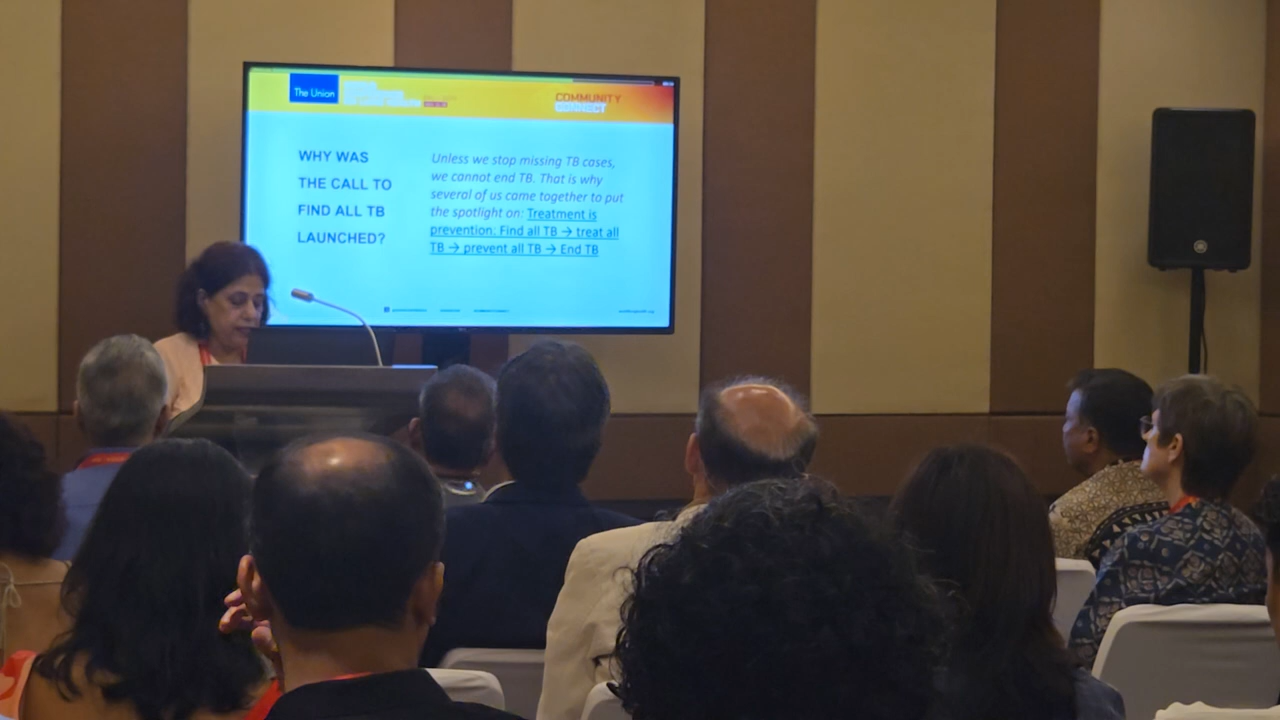 The Union
COMMUNITY
CONNECT
WHY WAS
THE CALL TO
FIND ALL TB
LAUNCHED?
Unless we stop missing TB cases,
we cannot end TB. That is why
several of us came together to put
the spotlight on: Treatment is
prevention: Find all TB → treat all
TB → prevent all TB → End TB